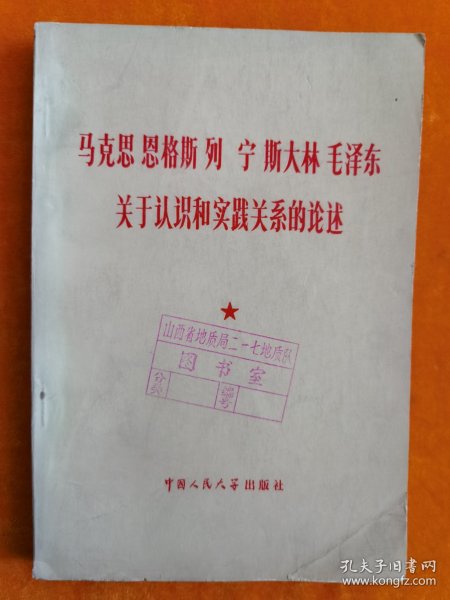 马克思 恩格斯 列 宁 斯大林 毛泽东
关于认识和实践关系的论述
山西省地质局二一七地质队
图书室
分类
编号
中国人民大学出版社
孔夫子旧书网
www.kongfz.com